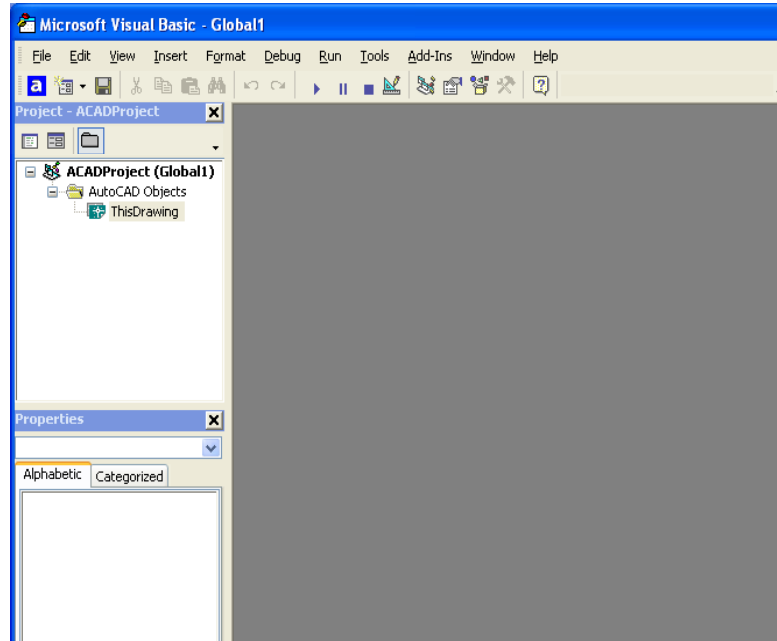 Microsoft Visual Basic - Global1
File Edit View Insert Format Debug Run Tools Add-Ins Window Help
a
Project - ACADProject
ACADProject (Global1)
AutoCAD Objects
ThisDrawing
Properties
Alphabetic Categorized